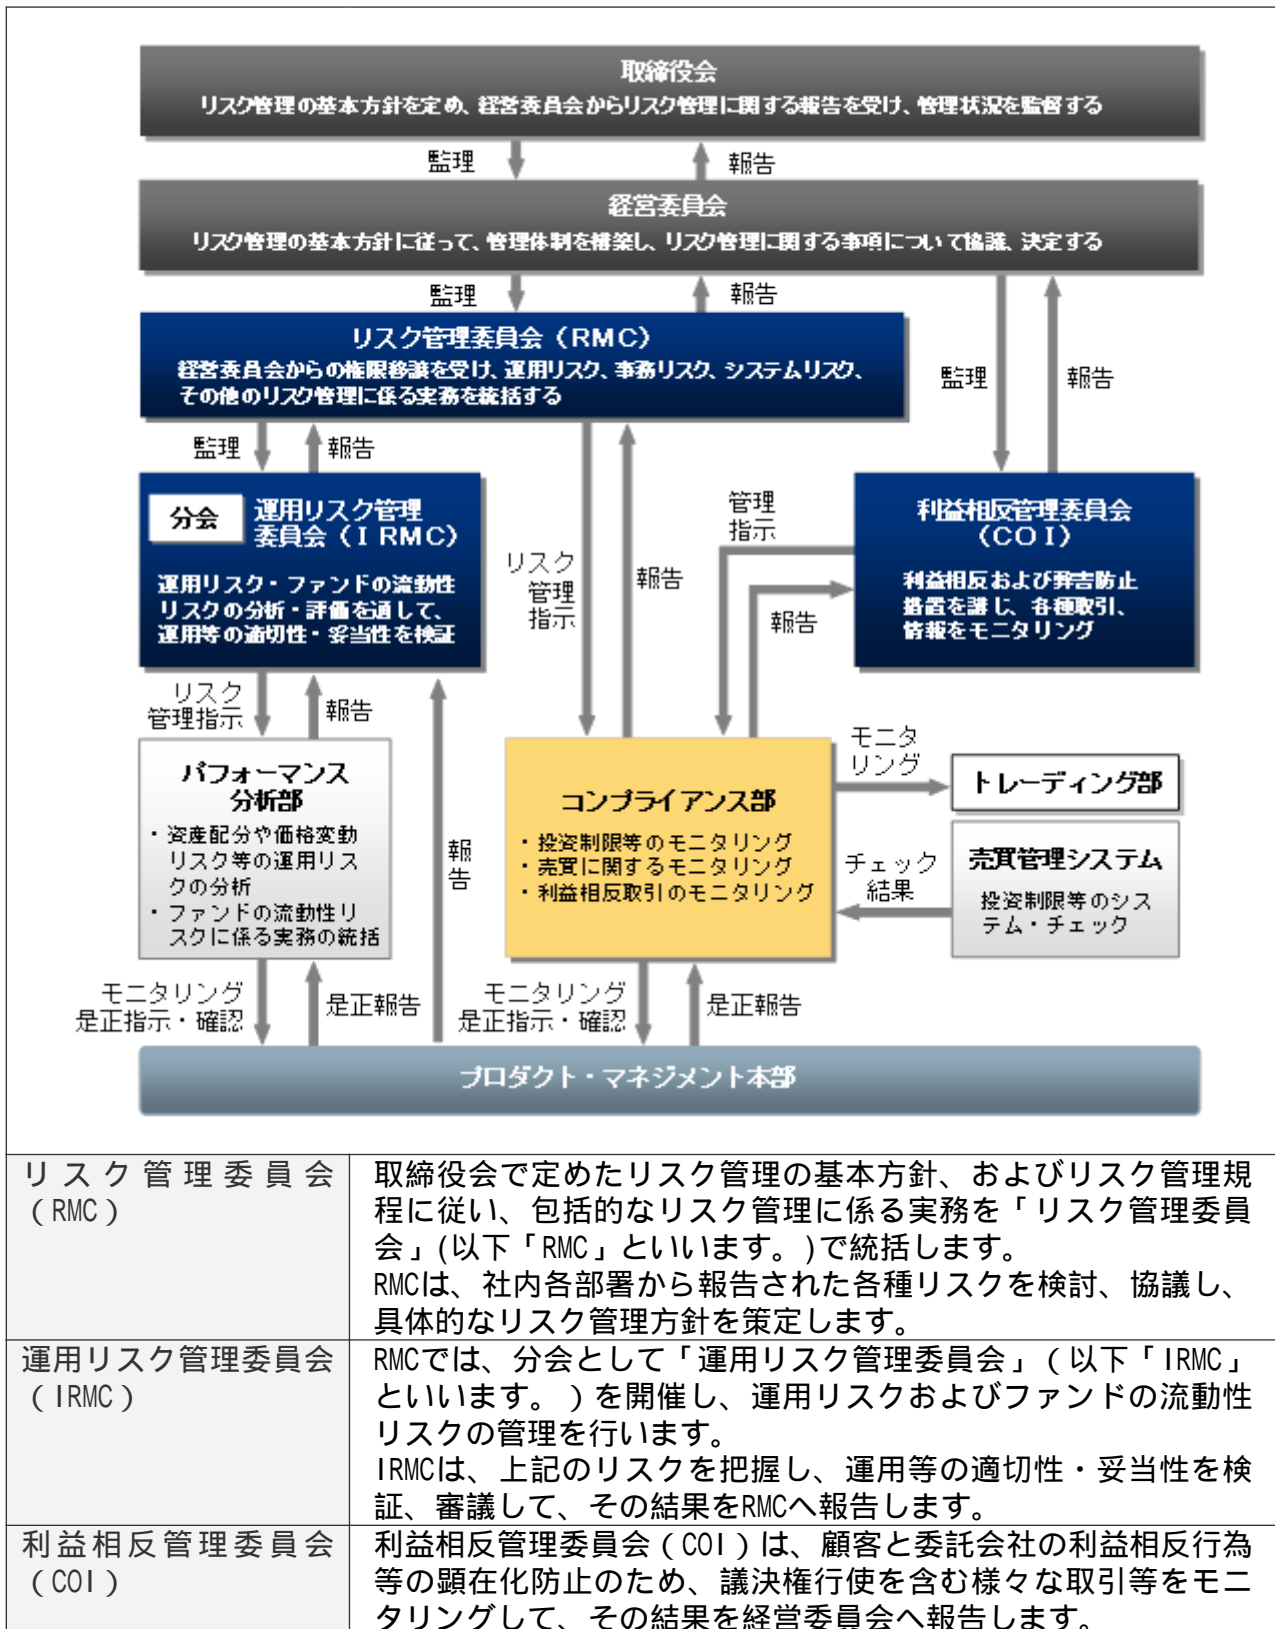 取締役会
リスク管理の基本方針を定め、経営委員会からリスク管理に関する報告を受け、管理状況を監督する
監理
報告
経営委員会
リスク管理の基本方針に従って、管理体制を構築し、リスク管理に関する事項について協議、決定する
監理
報告
リスク管理委員会（RMC）
経営委員会からの権限移譲を受け、運用リスク、事務リスク、システムリスク、
その他のリスク管理に係る実務を統括する
監理
報告
監理
報告
分会
運用リスク管理
委員会（IRMC）
運用リスク・ファンドの流動性
リスクの分析・評価を通して、
運用等の適切性・妥当性を検証
リスク
管理
指示
報告
管理
指示
報告
利益相反管理委員会
（COI）
利益相反および弊害防止
措置を講じ、各種取引、
情報をモニタリング
リスク
管理指示
報告
パフォーマンス
分析部
・資産配分や価格変動
リスク等の運用リス
クの分析
・ファンドの流動性リ
スクに係る実務の統括
報
告
コンプライアンス部
・投資制限等のモニタリング
・売買に関するモニタリング
・利益相反取引のモニタリング
モニタ
リング
トレーディング部
チェック
結果
売買管理システム
投資制限等のシス
テム・チェック
モニタリング
是正指示・確認
是正報告
モニタリング
是正指示・確認
是正報告
プロダクト・マネジメント本部
リスク管理委員会
（RMC）
取締役会で定めたリスク管理の基本方針、およびリスク管理規
程に従い、包括的なリスク管理に係る実務を「リスク管理委員
会」(以下「RMC」といいます。)で統括します。
RMCは、社内各部署から報告された各種リスクを検討、協議し、
具体的なリスク管理方針を策定します。
運用リスク管理委員会
（IRMC）
RMCでは、分会として「運用リスク管理委員会」（以下「IRMC」
といいます。）を開催し、運用リスクおよびファンドの流動性
リスクの管理を行います。
IRMCは、上記のリスクを把握し、運用等の適切性・妥当性を検
証、審議して、その結果をRMCへ報告します。
利益相反管理委員会
（COI）
利益相反管理委員会（COI）は、顧客と委託会社の利益相反行為
等の顕在化防止のため、議決権行使を含む様々な取引等をモニ
タリングして、その結果を経営委員会へ報告します。